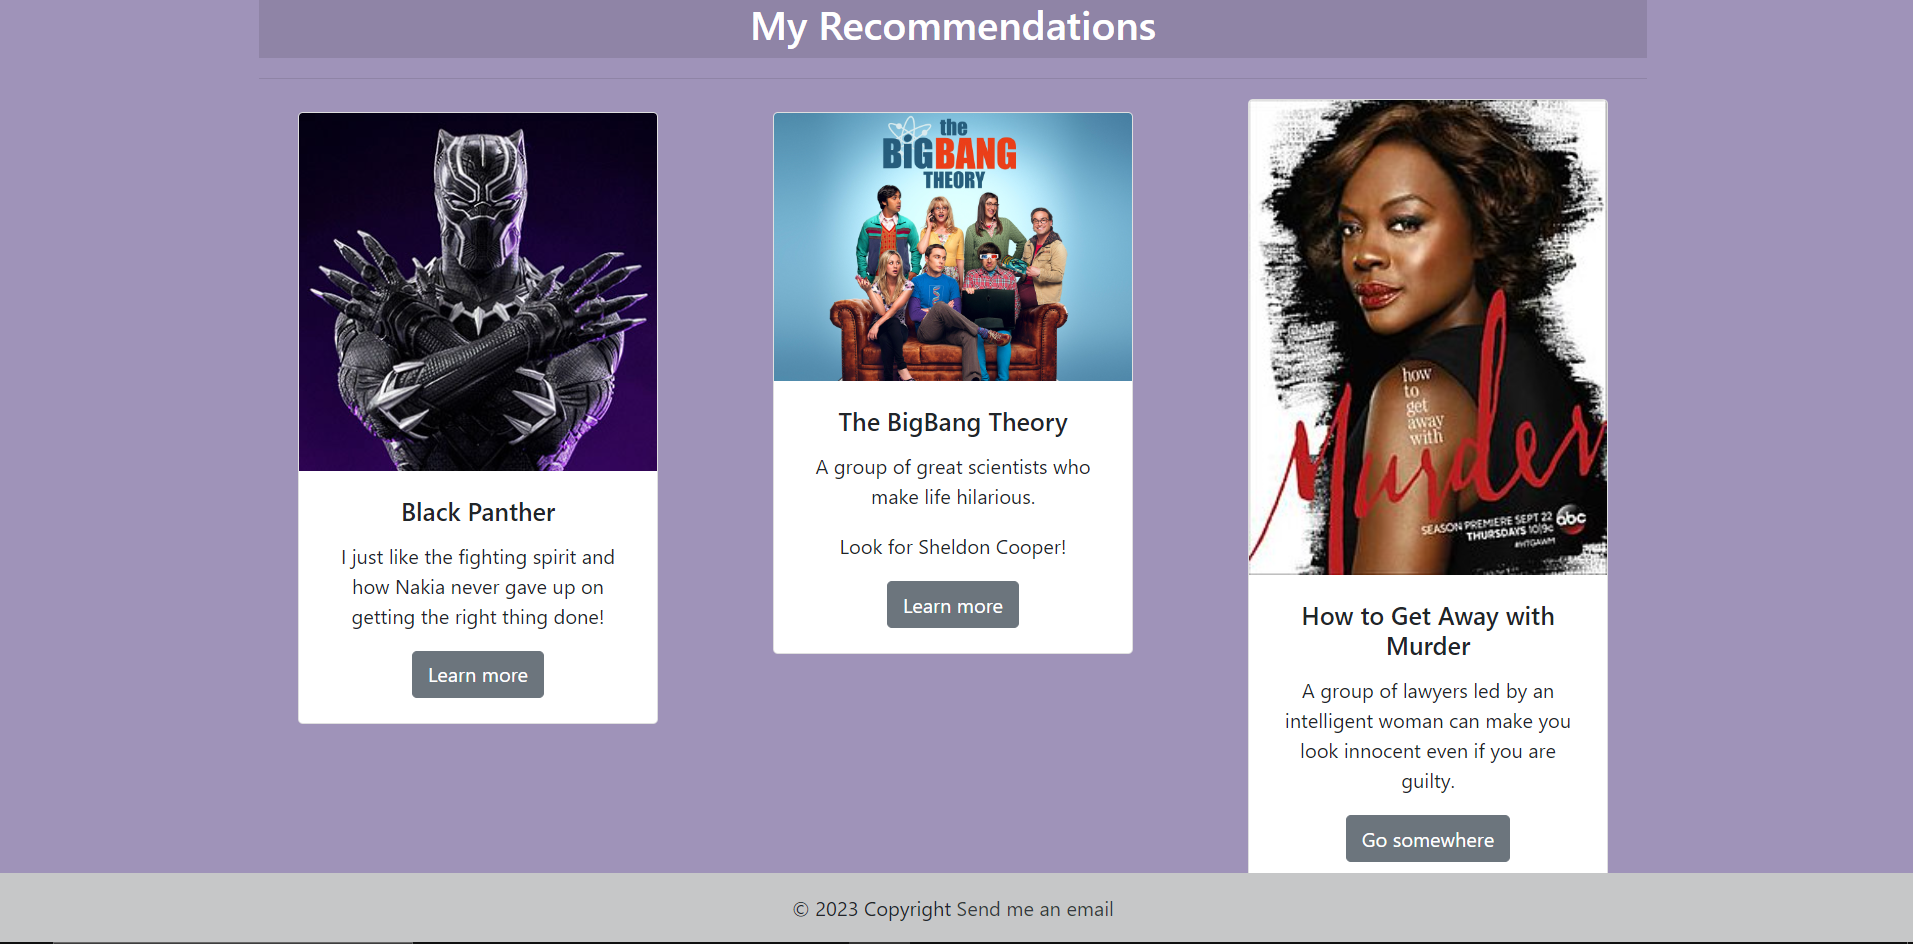 My Recommendations
Black Panther
I just like the fighting spirit and
how Nakia never gave up on
getting the right thing done!
Learn more
the
BiGBANG
THEORY
The BigBang Theory
A group of great scientists who
make life hilarious.
Look for Sheldon Cooper!
Learn more
how
to
get
away
with
Murder
SEASON PREMIERE SEPT 22
THURSDAYS 10|9c
abc
#HTGAWM
How to Get Away with
Murder
A group of lawyers led by an
intelligent woman can make you
look innocent even if you are
guilty.
Go somewhere
© 2023 Copyright Send me an email